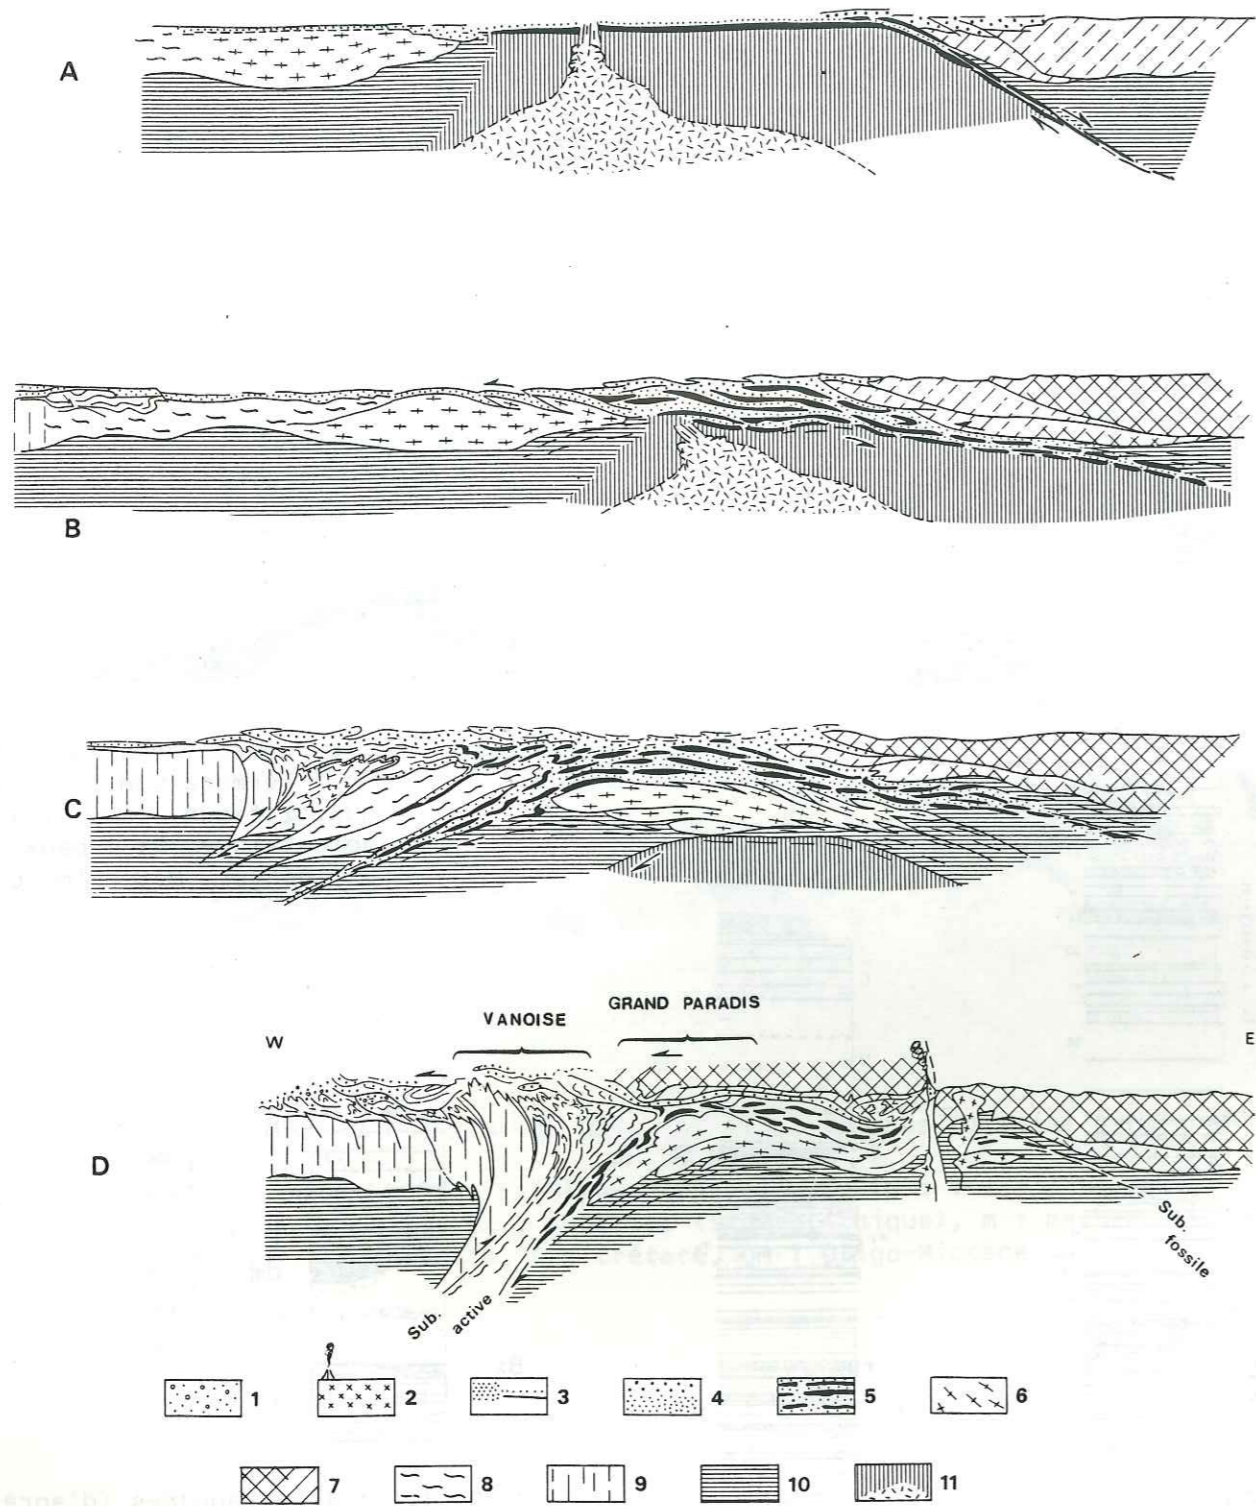 A
B
C
GRAND PARADIS
VANOISE
W
E
D
Sub. active
Sub. fossile
1 2 3 4 5 6
7 8 9 10 11